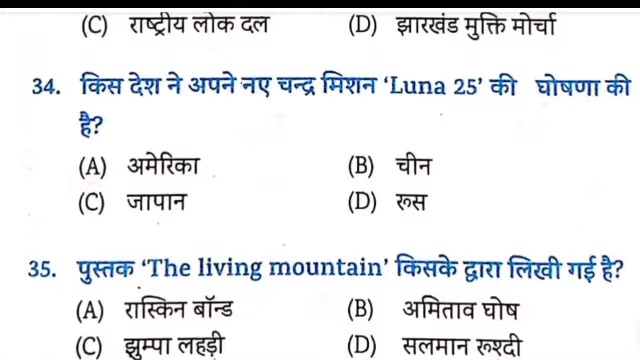 (C) राष्ट्रीय लोक दल (D) झारखंड मुक्ति मोर्चा
34. किस देश ने अपने नए चन्द्र मिशन ‘Luna 25’ की घोषणा की
है?
(A) अमेरिका (B) चीन
(C) जापान (D) रूस
35. पुस्तक ‘The living mountain’ किसके द्वारा लिखी गई है?
(A) रास्किन बॉन्ड (B) अमिताव घोष
(C) झुम्पा लहड़ी (D) सलमान रूश्दी